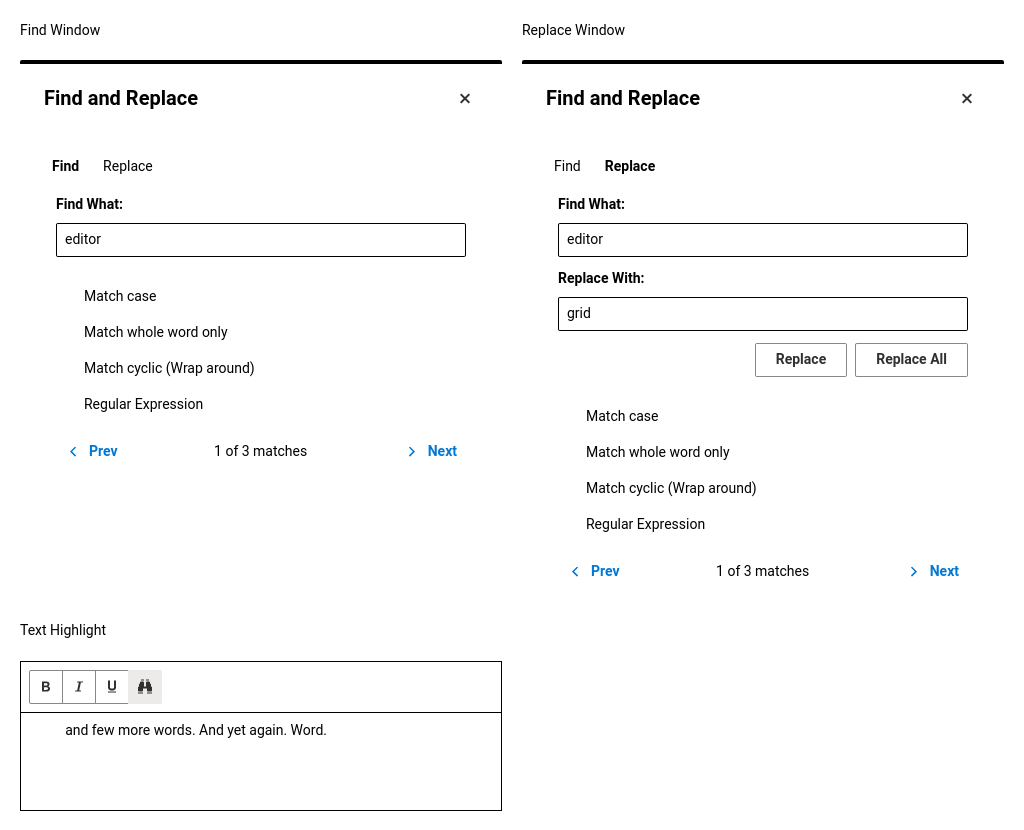 Find Window
Find and Replace
Find Replace
Find What:
editor
Match case
Match whole word only
Match cyclic (Wrap around)
Regular Expression
Prev 1 of 3 matches Next
Replace Window
Find and Replace
Find Replace
Find What:
editor
Replace With:
grid
Replace Replace All
Match case
Match whole word only
Match cyclic (Wrap around)
Regular Expression
Prev 1 of 3 matches Next
Text Highlight
B I U
and few more words. And yet again. Word.